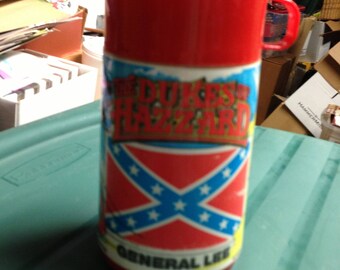 THE DUKES OF
HAZZARD
GENERAL LEE